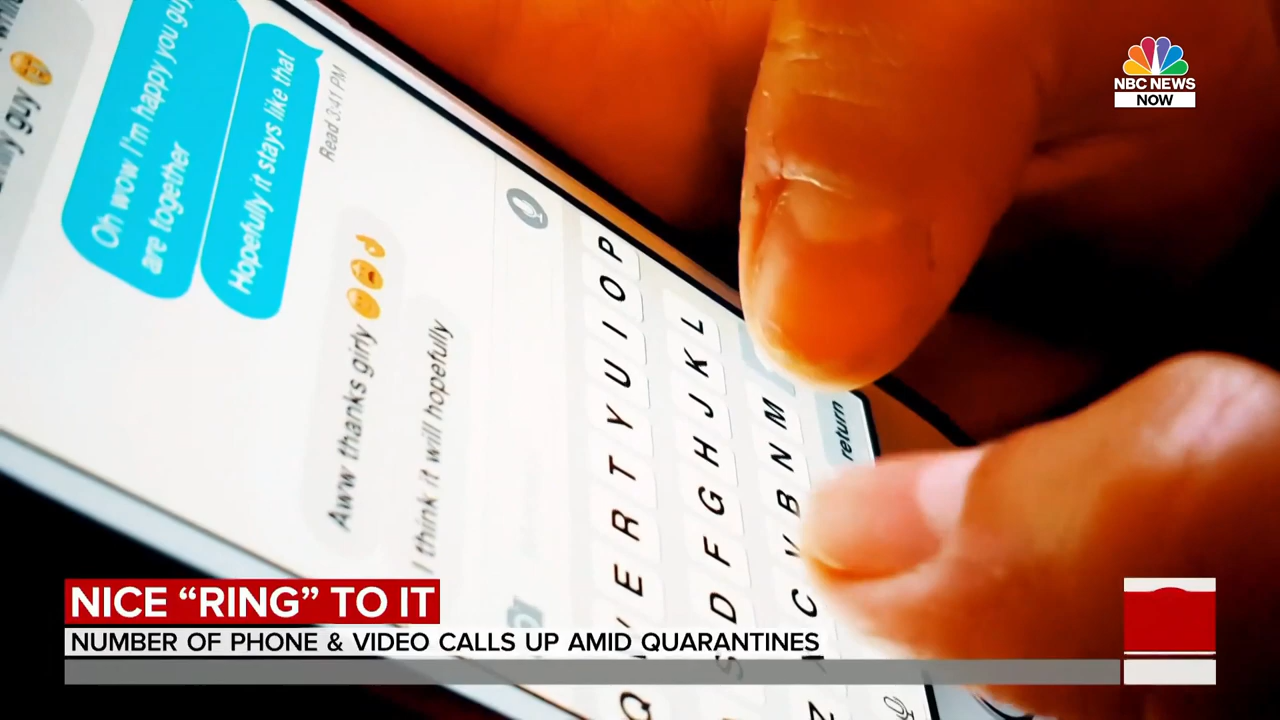 guy
Oh wow I'm happy you guy
are together
Hopefully it stays like that
Read 3:41 PM
Aww thanks girly
I think it will hopefully
Q E R T Y U I O P
S D F G H J K L
Z C V B N M
return
NBC NEWS
NOW
NICE “RING” TO IT
NUMBER OF PHONE & VIDEO CALLS UP AMID QUARANTINES